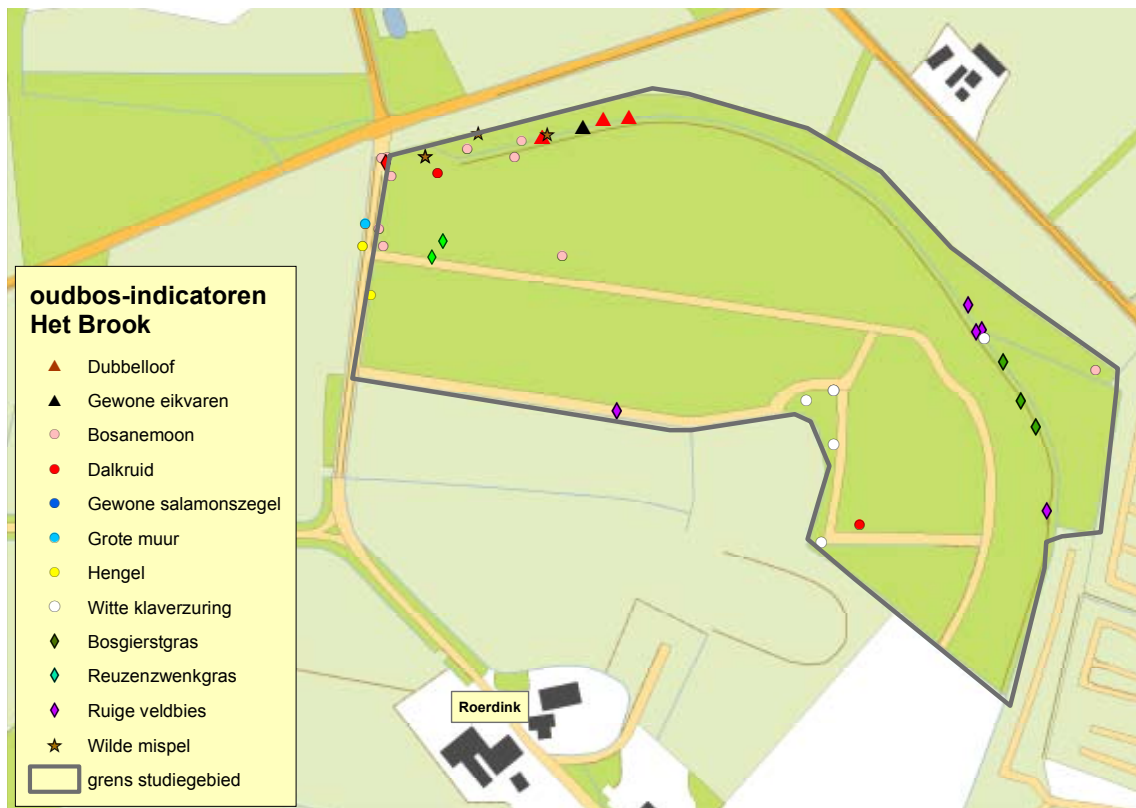 oudbos-indicatoren
Het Brook
Dubbelloof
Gewone eikvaren
Bosanemoon
Dalkruid
Gewone salamonszegel
Grote muur
Hengel
Witte klaverzuring
Bosgierstgras
Reuzenzwenkgras
Ruige veldbies
Wilde mispel
grens studiegebied
Roerdink